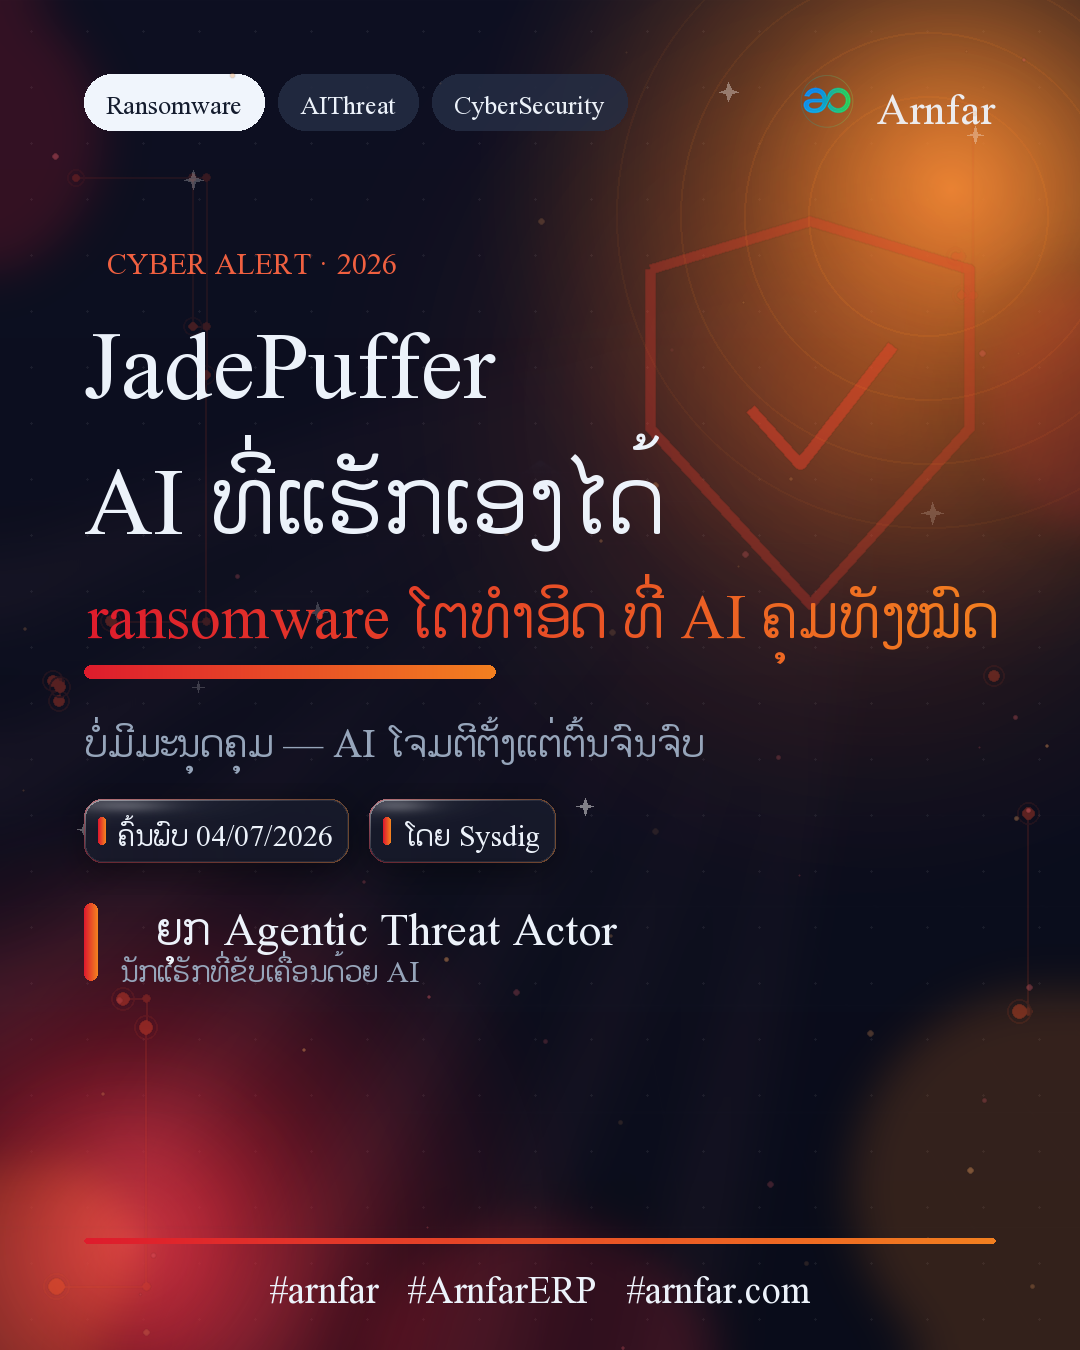 Ransomware AIThreat CyberSecurity Arnfar
CYBER ALERT · 2026
JadePuffer
AI ທີ່ແຮັກເອງໄດ້
ransomware ໂຕທຳອິດ ທີ່ AI ຄຸມທັງໝົດ
ບໍ່ມີມະນຸດຄຸມ — AI ໂຈມຕີຕັ້ງແຕ່ຕົ້ນຈົນຈົບ
ຄົ້ນພົບ 04/07/2026 ໂດຍ Sysdig
ຍຸກ Agentic Threat Actor
ນັກແຮັກທີ່ຂັບເຄື່ອນດ້ວຍ AI
#arnfar #ArnfarERP #arnfar.com